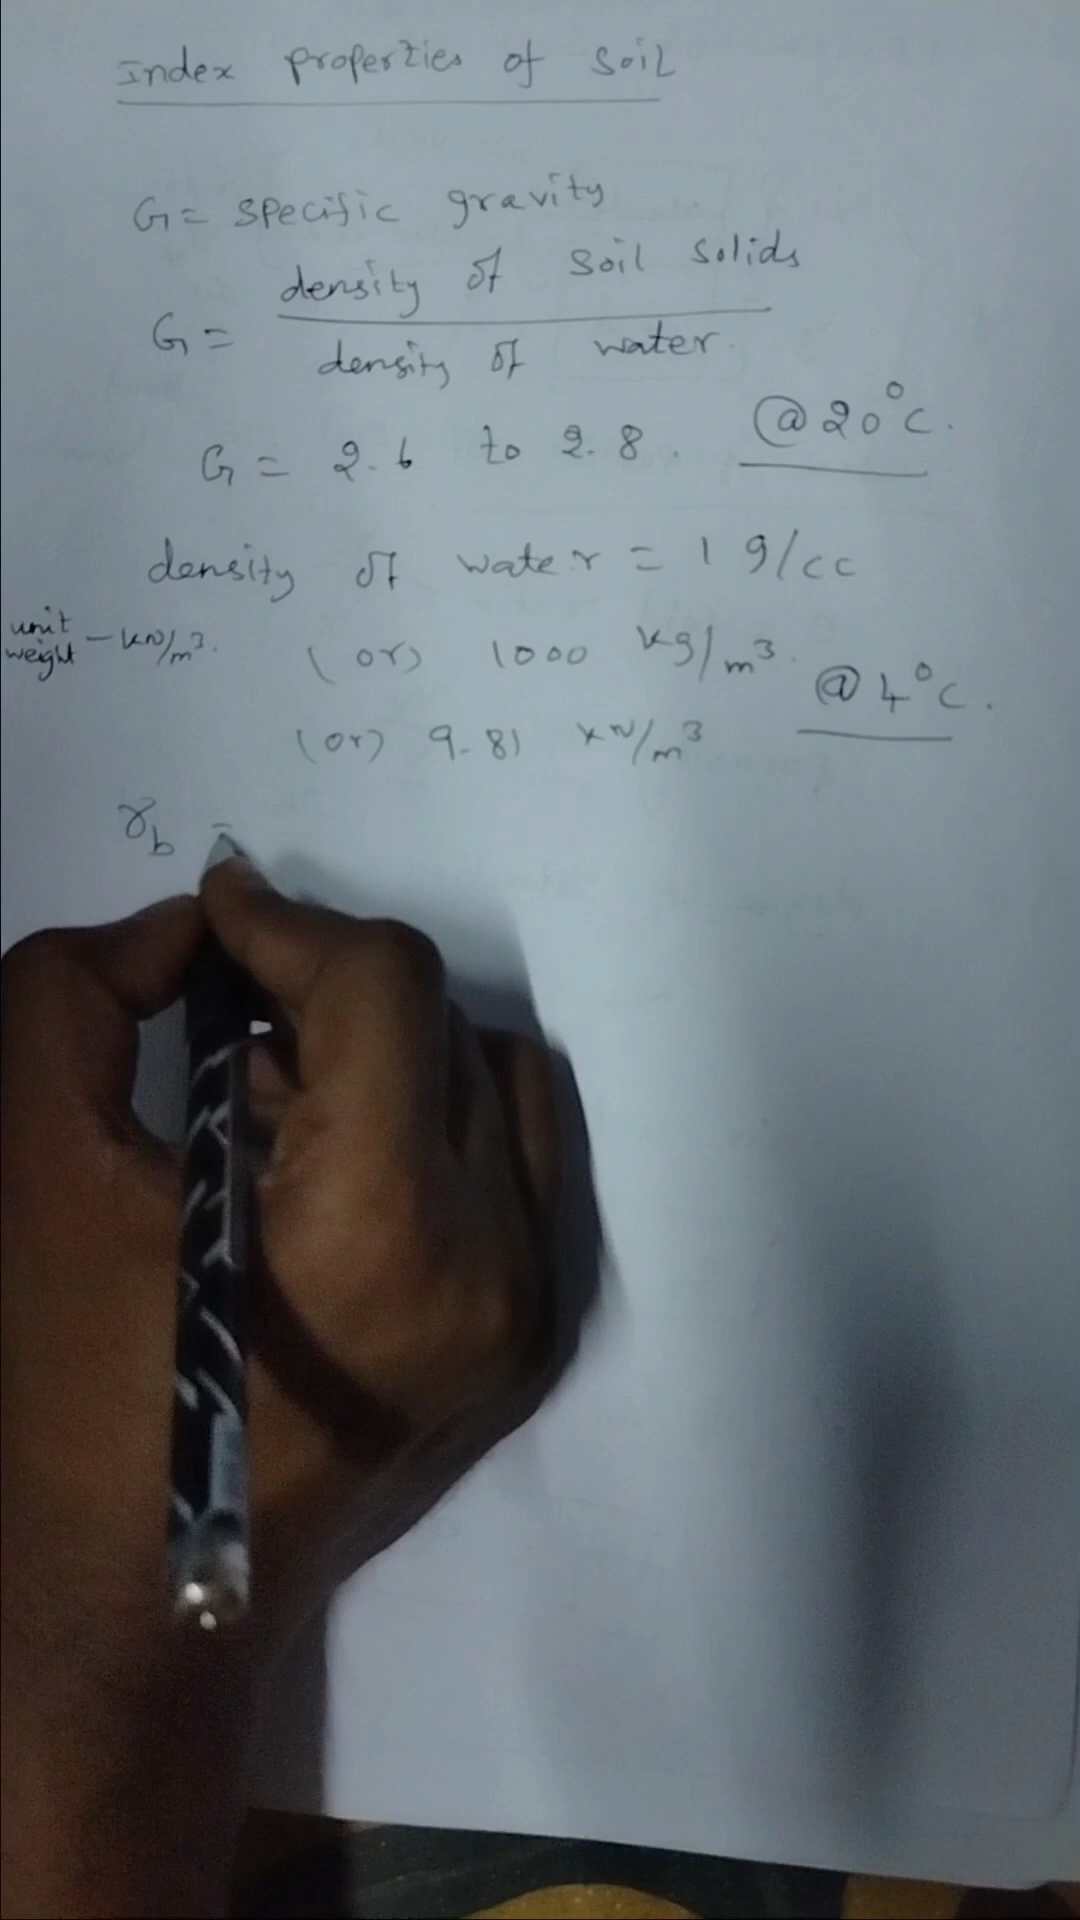 Index properties of soil
G = specific gravity
G = density of soil solids / density of water.
G = 2.6 to 2.8. @ 20°C.
density of water = 1 g/cc
unit weight - kN/m³.
(or) 1000 kg/m³. @ 4°C.
(or) 9.81 kN/m³
γb =